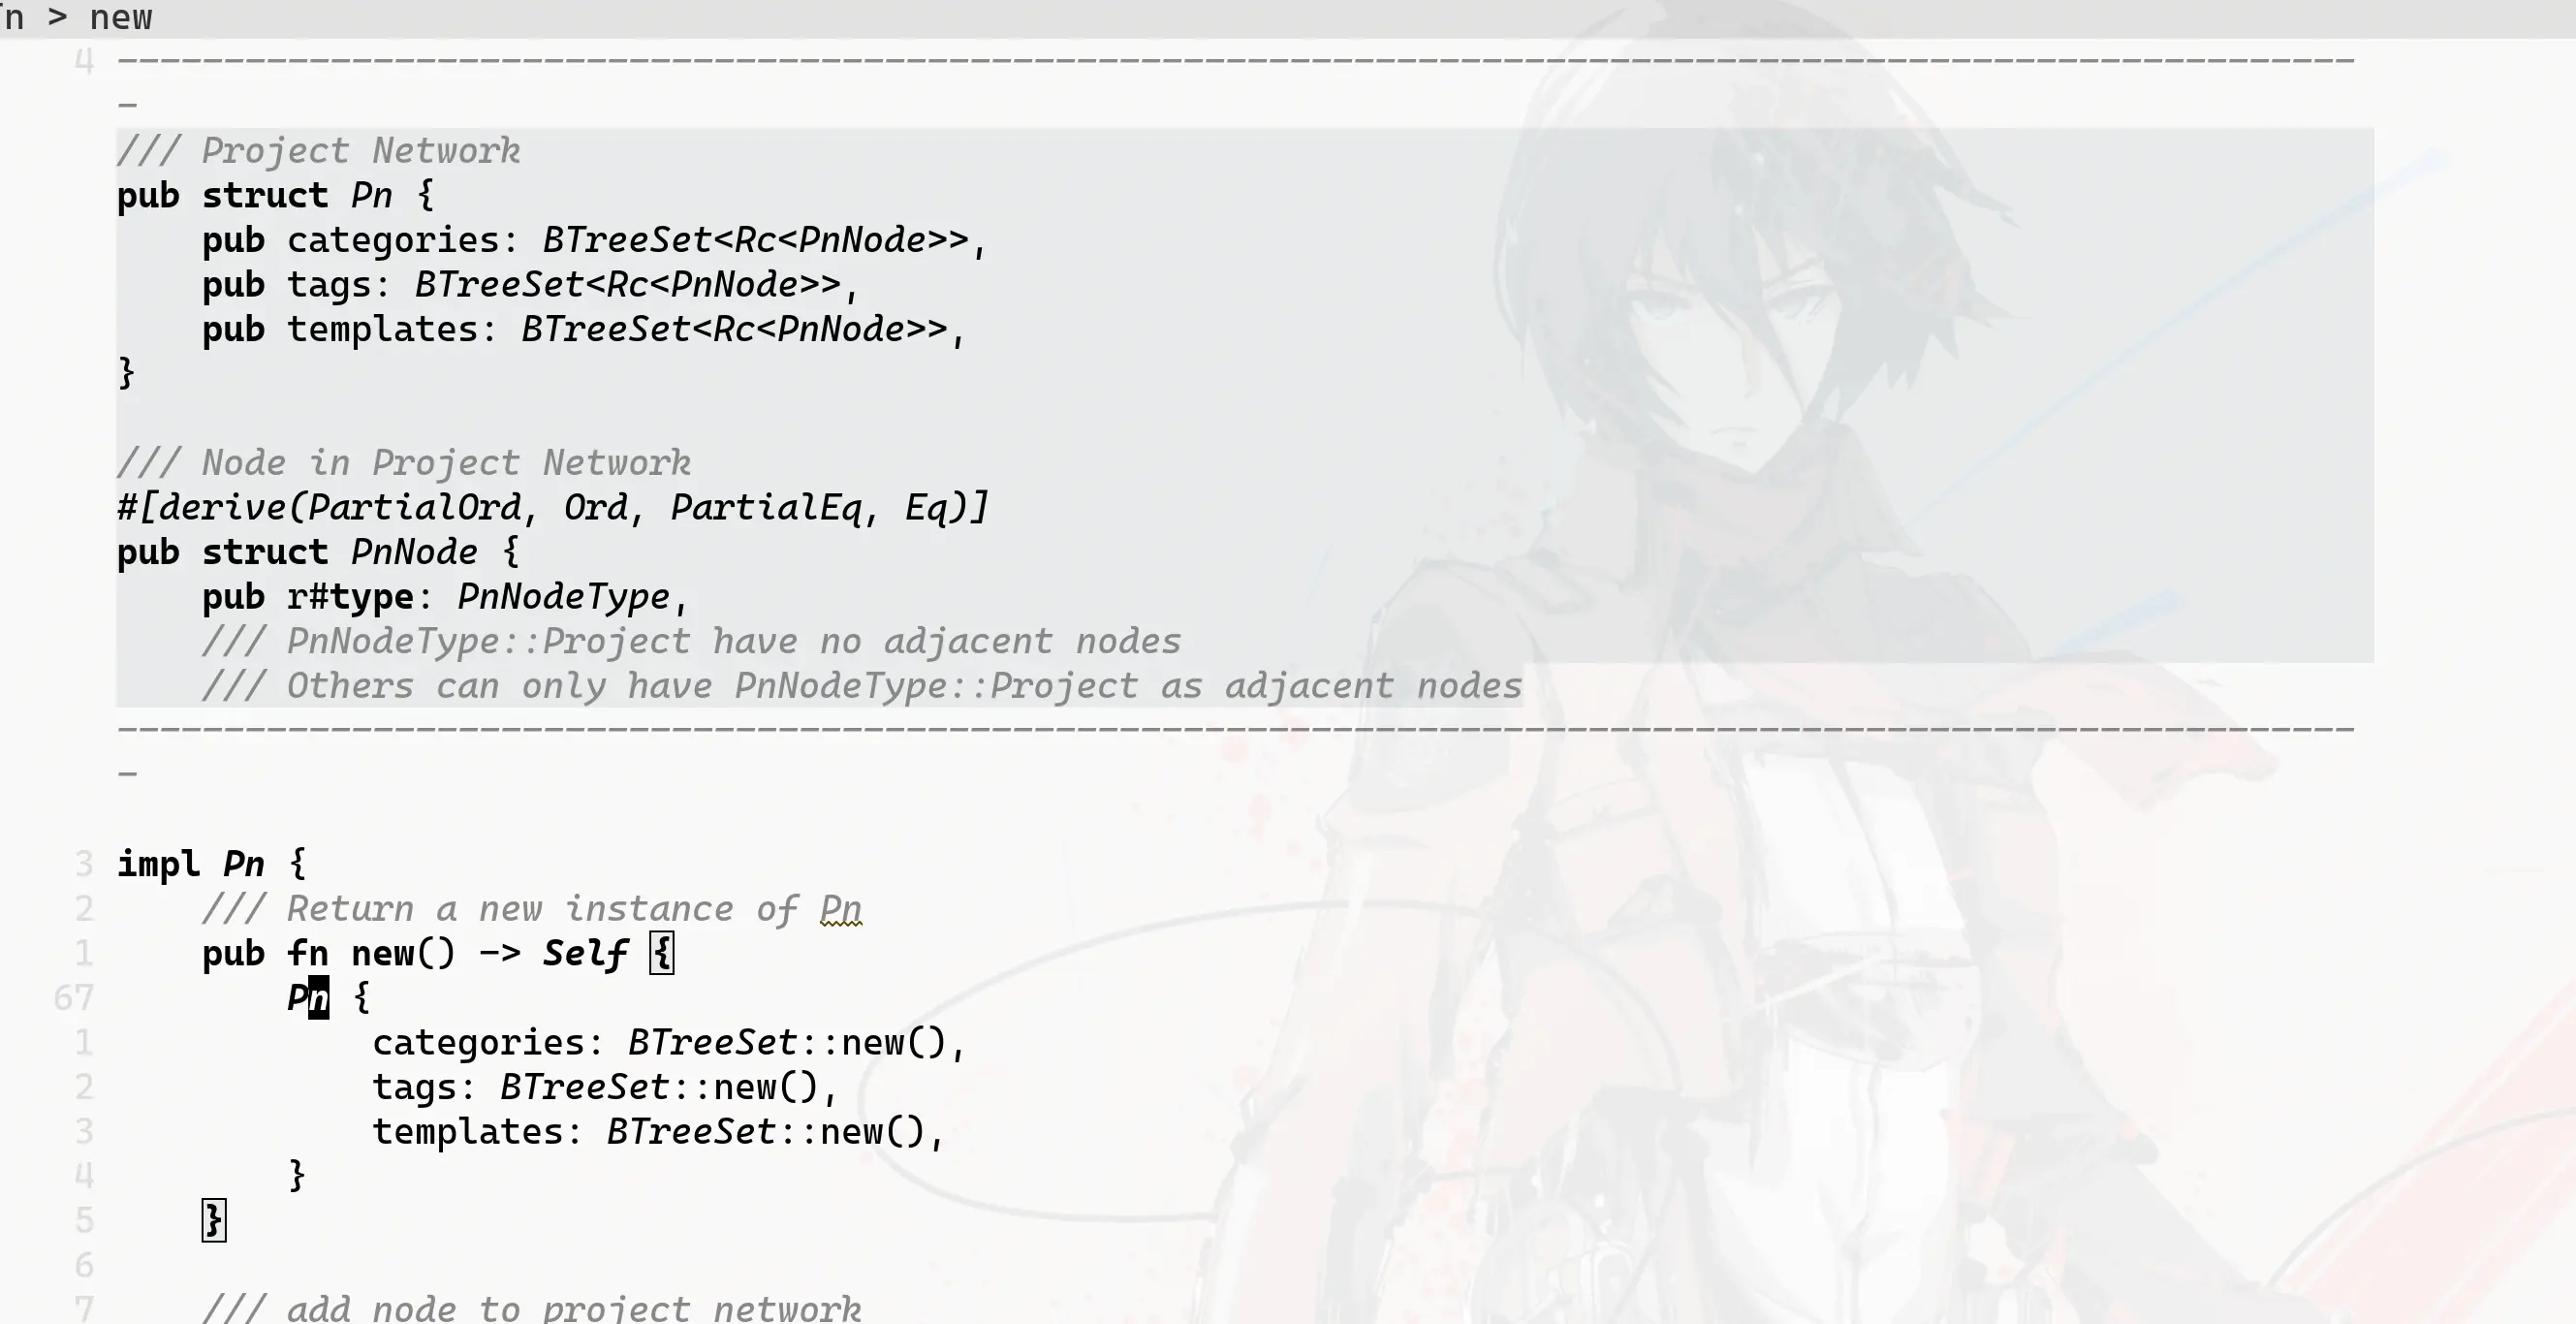 n > new
4 ----------------------------------------------------------------------------------------------------------
-
/// Project Network
pub struct Pn {
    pub categories: BTreeSet<Rc<PnNode>>,
    pub tags: BTreeSet<Rc<PnNode>>,
    pub templates: BTreeSet<Rc<PnNode>>,
}
/// Node in Project Network
#[derive(PartialOrd, Ord, PartialEq, Eq)]
pub struct PnNode {
    pub r#type: PnNodeType,
    /// PnNodeType::Project have no adjacent nodes
    /// Others can only have PnNodeType::Project as adjacent nodes
----------------------------------------------------------------------------------------------------------
-
3 impl Pn {
2     /// Return a new instance of Pn
1     pub fn new() -> Self {
67         Pn {
1             categories: BTreeSet::new(),
2             tags: BTreeSet::new(),
3             templates: BTreeSet::new(),
4         }
5     }
6
7     /// add node to project network